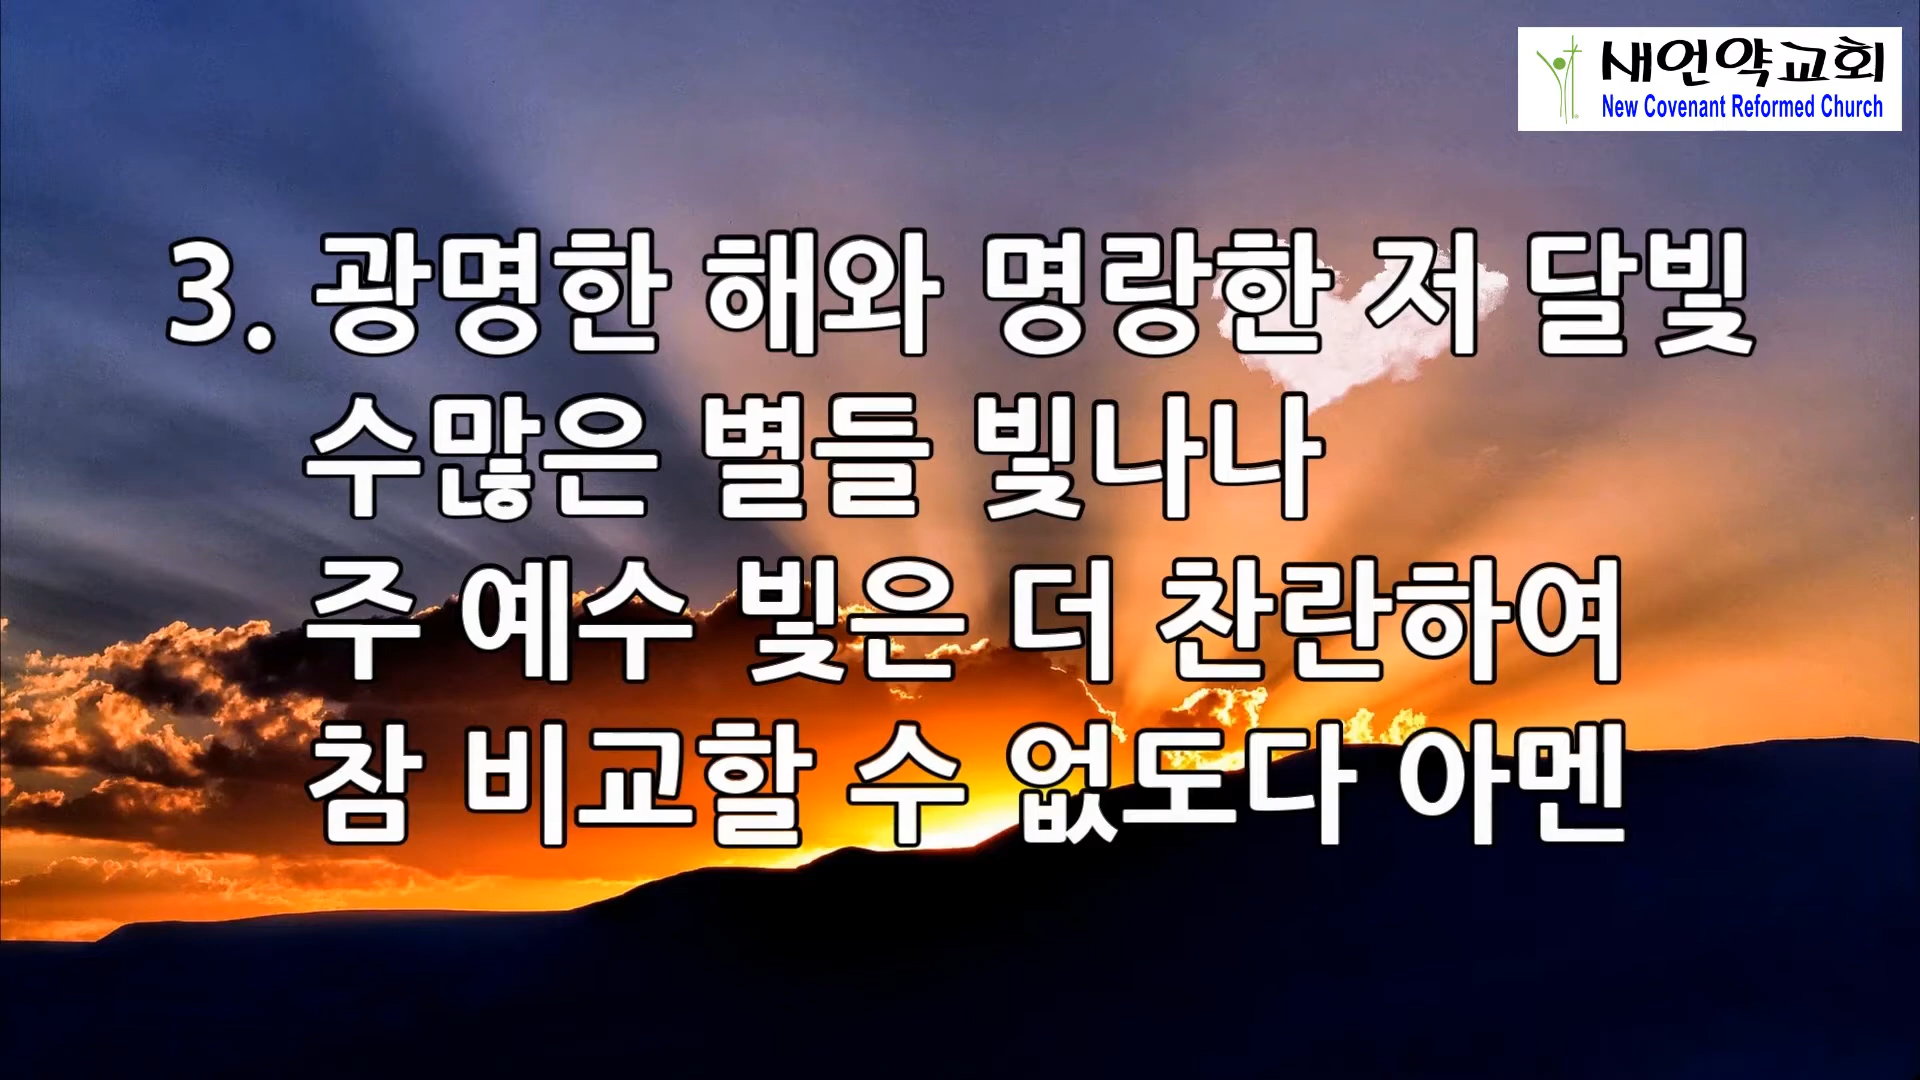 새언약교회
New Covenant Reformed Church
3. 광명한 해와 명랑한 저 달빛
수많은 별들 빛나나
주 예수 빛은 더 찬란하여
참 비교할 수 없도다 아멘